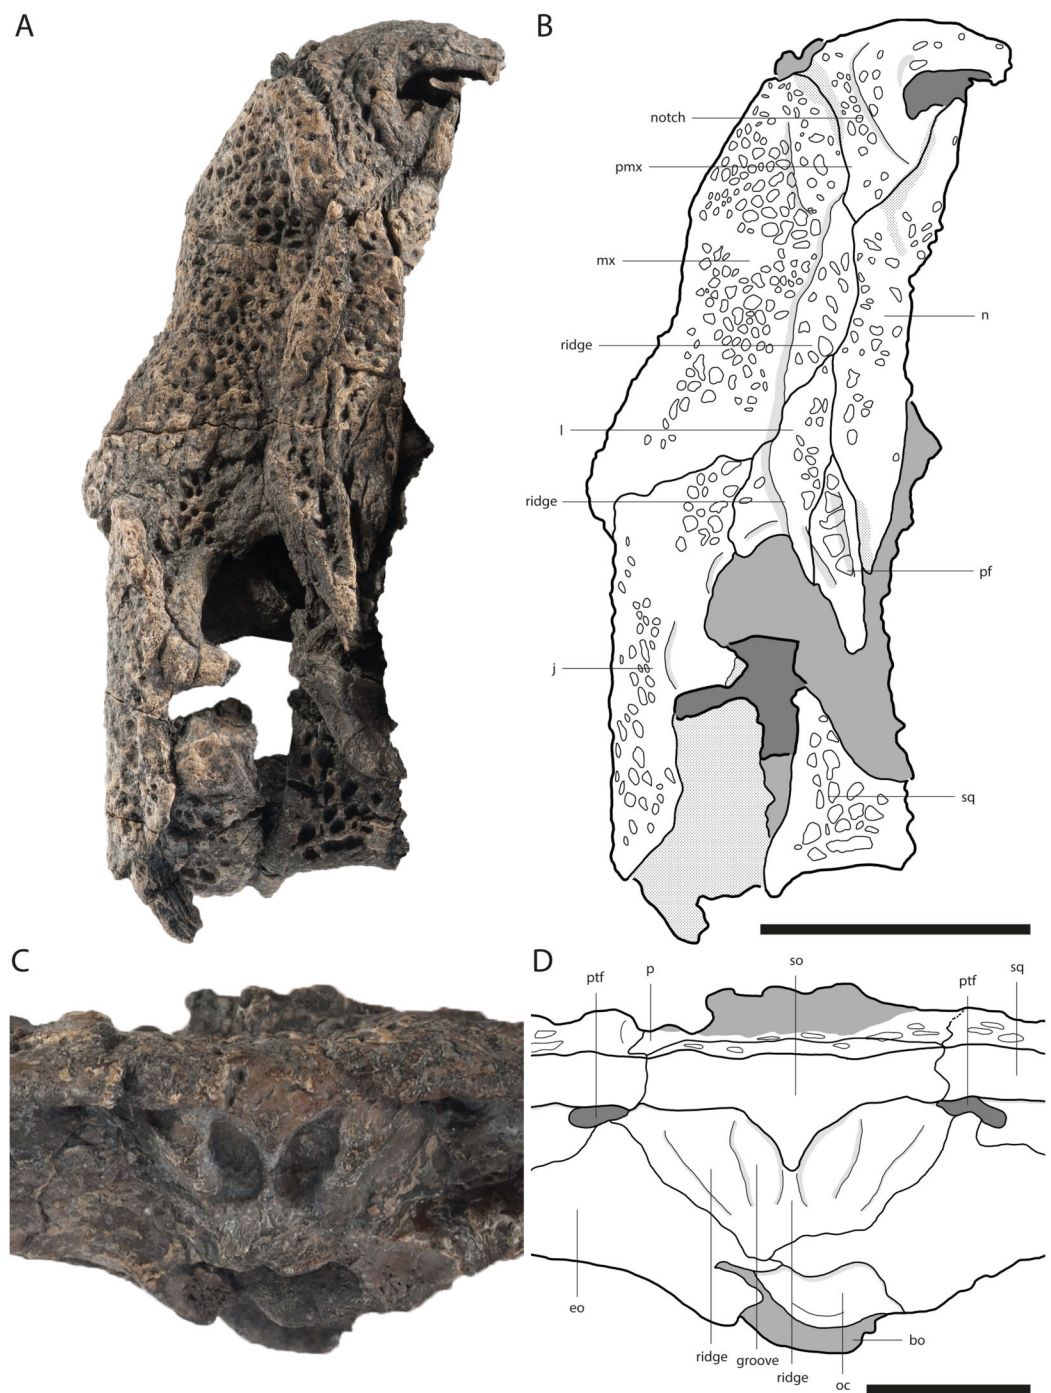 A
B
notch
pmx
mx
n
ridge
l
ridge
pf
j
sq
C
D
ptf
p
so
ptf
sq
eo
bo
ridge
groove
ridge
oc